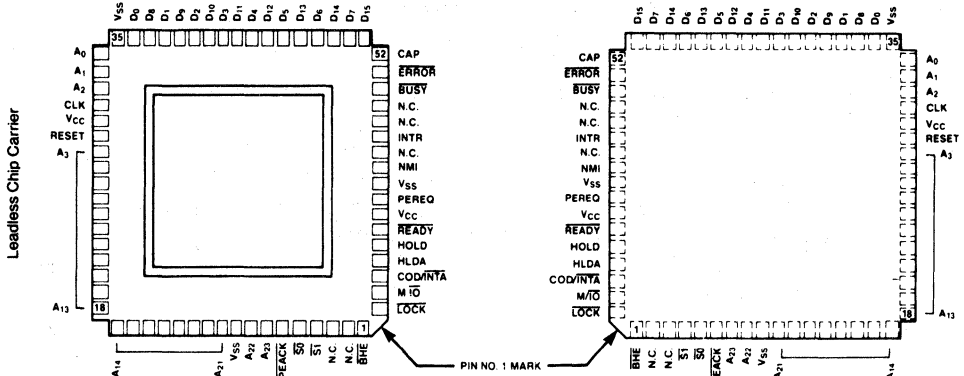 Leadless Chip Carrier
VSS D0 D8 D1 D9 D2 D10 D3 D11 D4 D12 D5 D13 D6 D14 D7 D15
35
A0
A1
A2
CLK
VCC
RESET
A3
A13
18
52
CAP
ERROR
BUSY
N.C.
N.C.
INTR
N.C.
NMI
VSS
PEREQ
VCC
READY
HOLD
HLDA
COD/INTA
M IO
LOCK
1
A14 A21 VSS A22 A23 PEACK S0 S1 N.C. N.C. BHE
PIN NO. 1 MARK
D15 D7 D14 D6 D13 D5 D12 D4 D11 D3 D10 D2 D9 D1 D8 D0 VSS
52
CAP
ERROR
BUSY
N.C.
N.C.
INTR
N.C.
NMI
VSS
PEREQ
VCC
READY
HOLD
HLDA
COD/INTA
M/IO
LOCK
35
A0
A1
A2
CLK
VCC
RESET
A3
A13
18
1
BHE N.C. N.C. S1 S0 PEACK A23 A22 VSS A21 A14